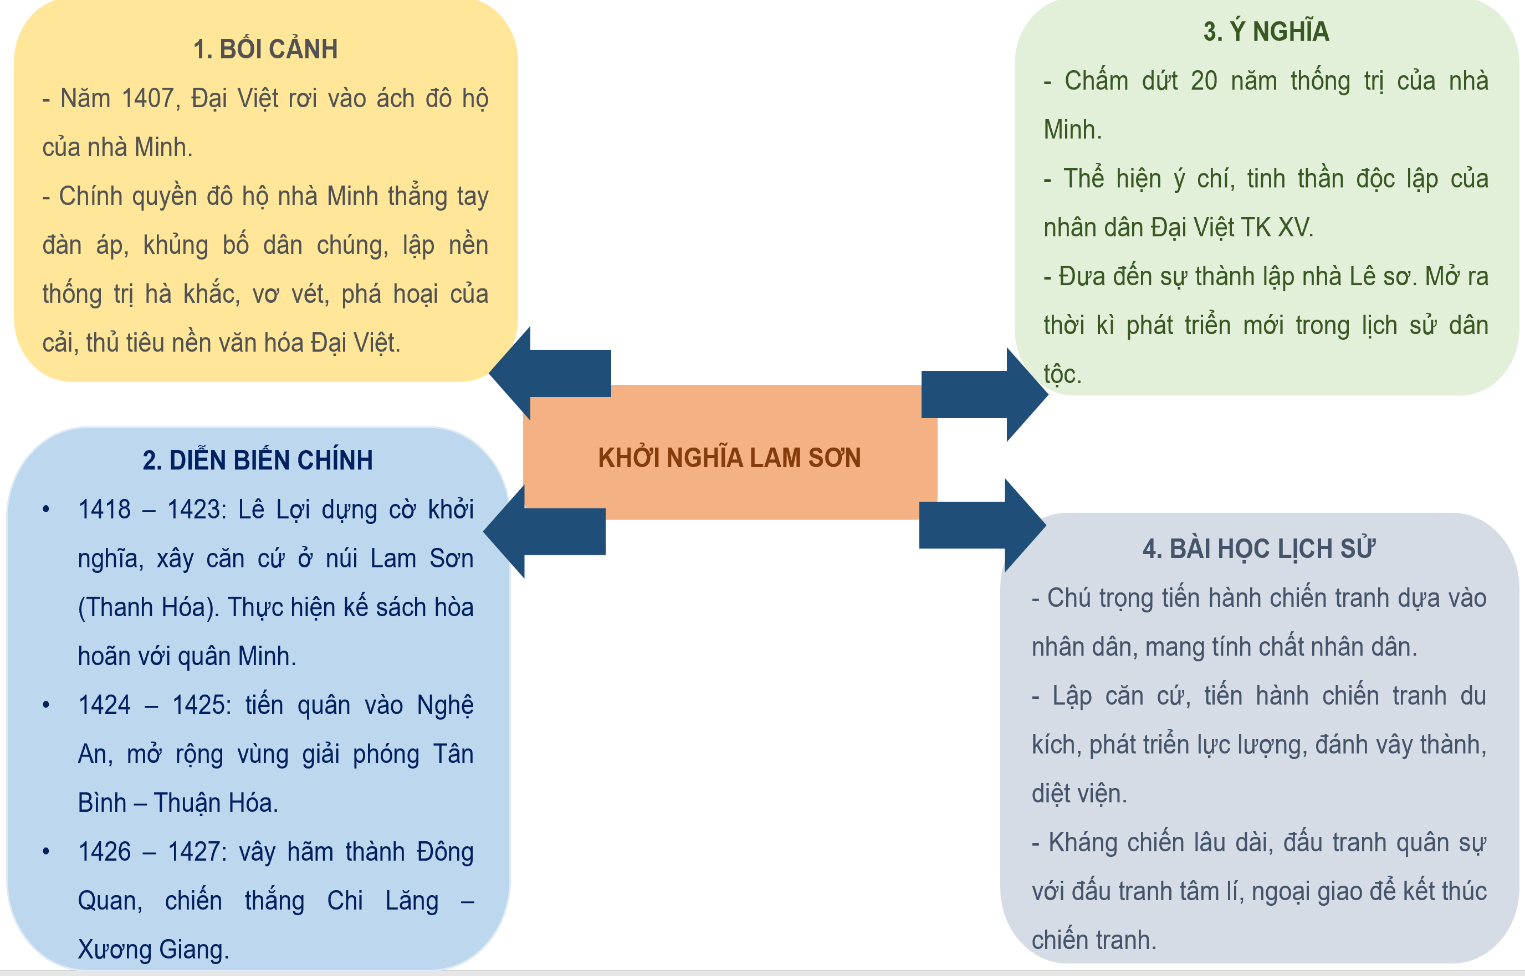 1. BỐI CẢNH
- Năm 1407, Đại Việt rơi vào ách đô hộ
của nhà Minh.
- Chính quyền đô hộ nhà Minh thẳng tay
đàn áp, khủng bố dân chúng, lập nền
thống trị hà khắc, vơ vét, phá hoại của
cải, thủ tiêu nền văn hóa Đại Việt.
2. DIỄN BIẾN CHÍNH
• 1418 – 1423: Lê Lợi dựng cờ khởi
nghĩa, xây căn cứ ở núi Lam Sơn
(Thanh Hóa). Thực hiện kế sách hòa
hoãn với quân Minh.
• 1424 – 1425: tiến quân vào Nghệ
An, mở rộng vùng giải phóng Tân
Bình – Thuận Hóa.
• 1426 – 1427: vây hãm thành Đông
Quan, chiến thắng Chi Lăng –
Xương Giang.
KHỞI NGHĨA LAM SƠN
3. Ý NGHĨA
- Chấm dứt 20 năm thống trị của nhà
Minh.
- Thể hiện ý chí, tinh thần độc lập của
nhân dân Đại Việt TK XV.
- Đưa đến sự thành lập nhà Lê sơ. Mở ra
thời kì phát triển mới trong lịch sử dân
tộc.
4. BÀI HỌC LỊCH SỬ
- Chú trọng tiến hành chiến tranh dựa vào
nhân dân, mang tính chất nhân dân.
- Lập căn cứ, tiến hành chiến tranh du
kích, phát triển lực lượng, đánh vây thành,
diệt viện.
- Kháng chiến lâu dài, đấu tranh quân sự
với đấu tranh tâm lí, ngoại giao để kết thúc
chiến tranh.